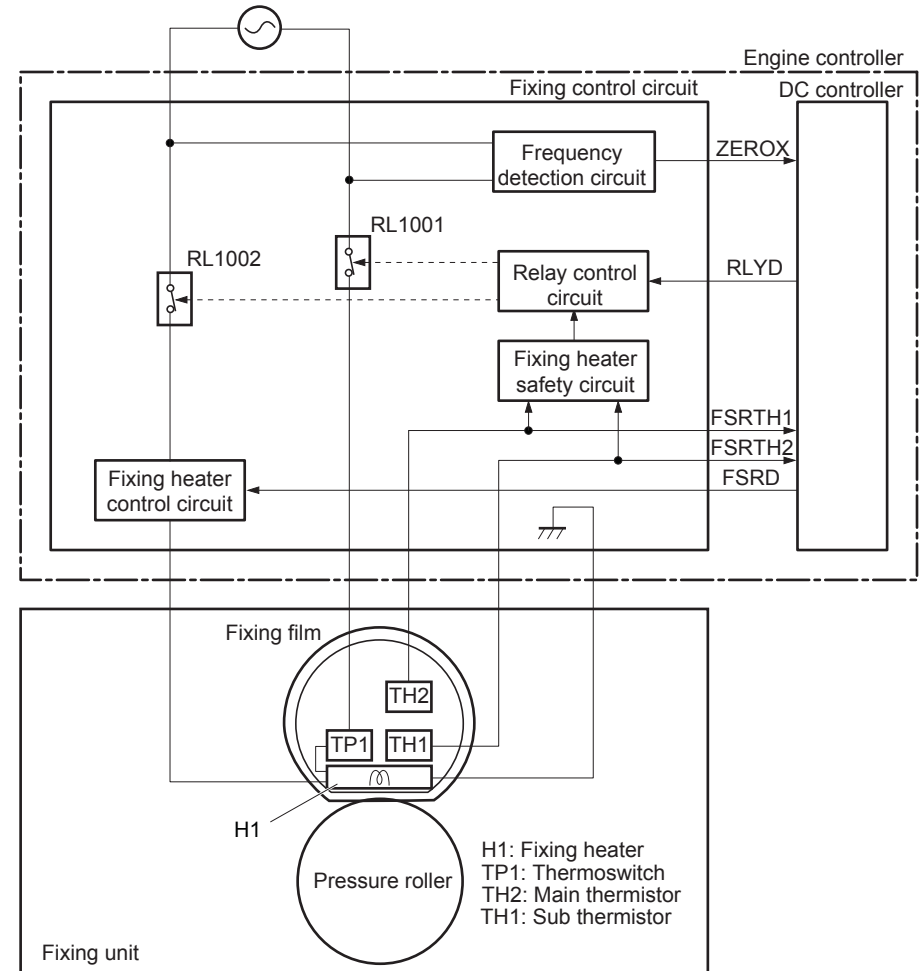 Engine controller
Fixing control circuit
DC controller
Frequency
detection circuit
ZEROX
RL1001
RL1002
Relay control
circuit
RLYD
Fixing heater
safety circuit
FSRTH1
FSRTH2
Fixing heater
control circuit
FSRD
Fixing film
TH2
TP1
TH1
H1
Pressure roller
H1: Fixing heater
TP1: Thermoswitch
TH2: Main thermistor
TH1: Sub thermistor
Fixing unit